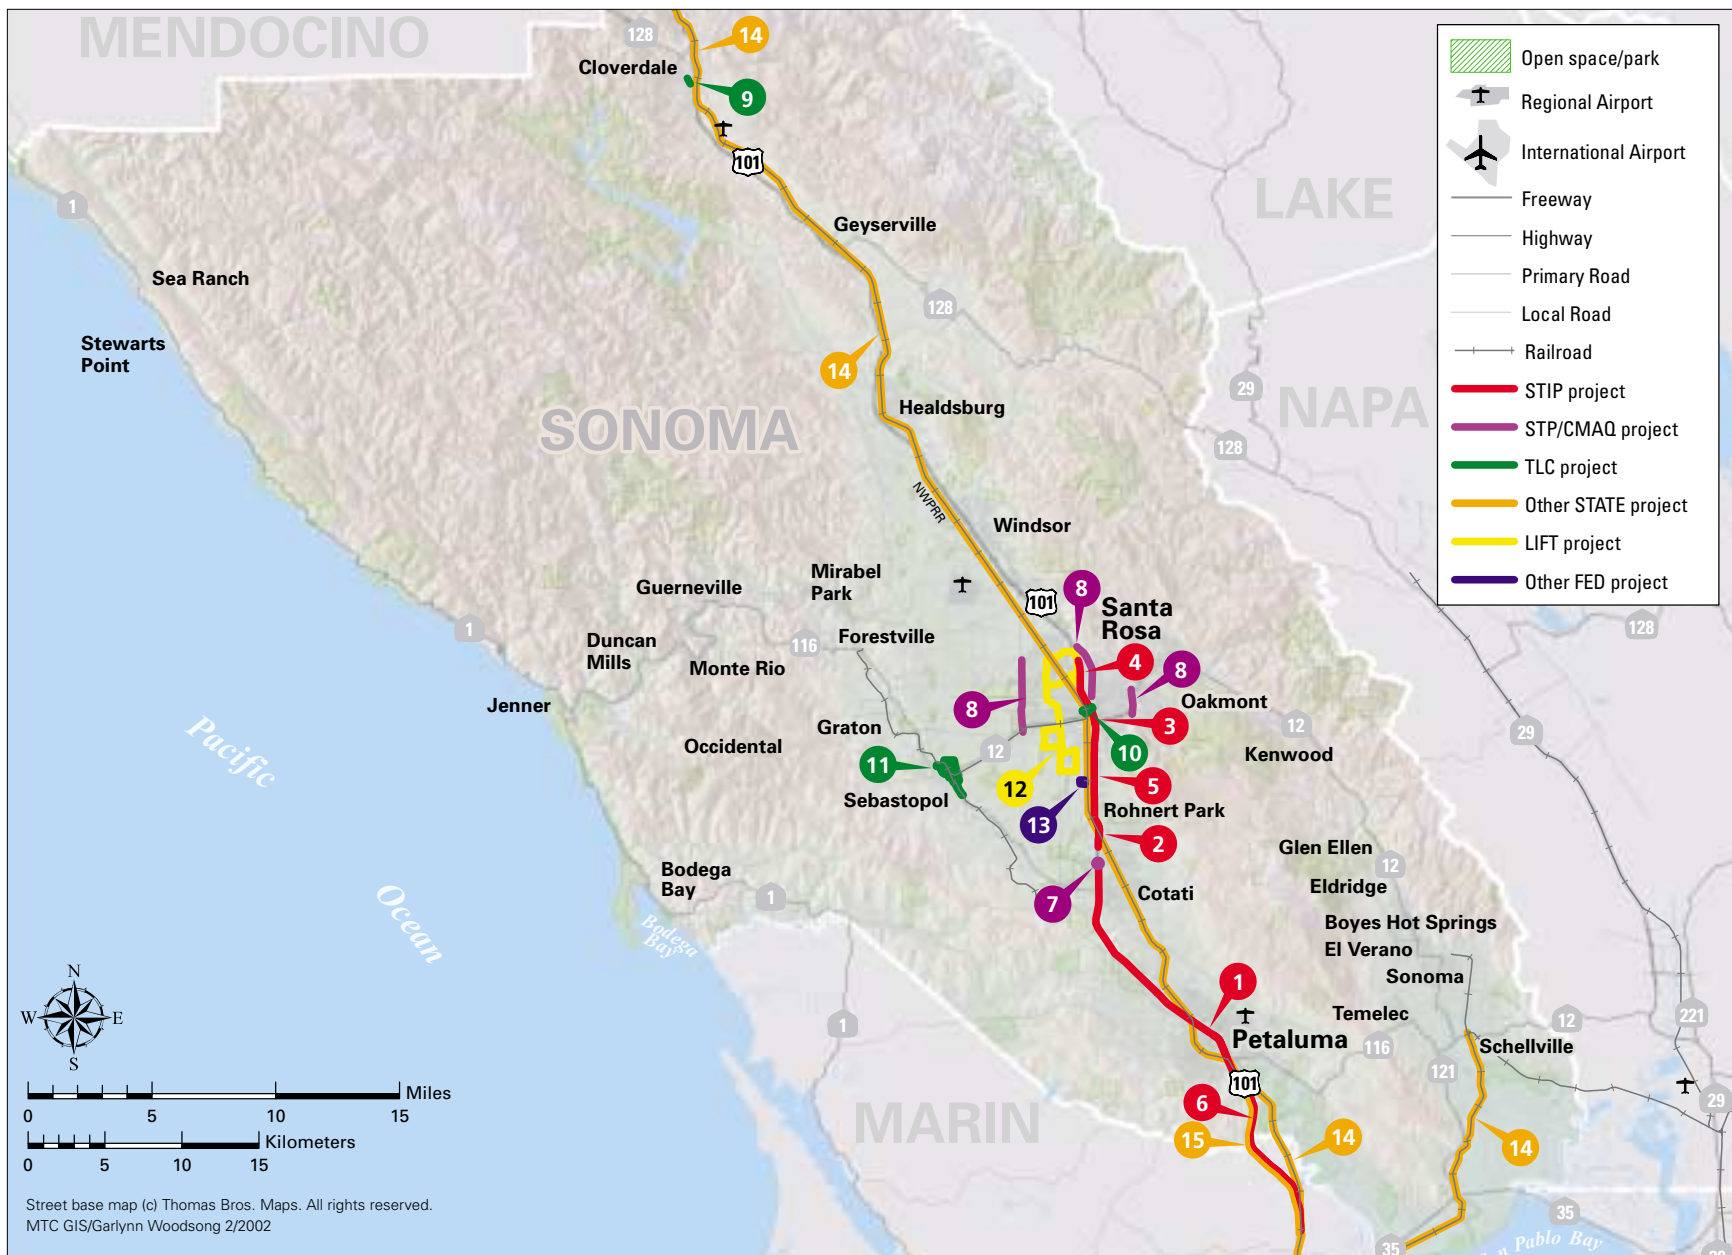 MENDOCINO
128
14
Cloverdale
9
101
1
Geyserville
LAKE
Sea Ranch
128
Stewarts
Point
14
29
NAPA
Healdsburg
SONOMA
128
NWPRR
Windsor
Mirabel
Park
Guerneville
101
8
Santa
Rosa
1
116
Forestville
128
Duncan
Mills
Monte Rio
4
8
Jenner
8
Oakmont
Graton
3
12
29
Occidental
12
10
Kenwood
11
12
5
Sebastopol
Rohnert Park
13
2
Glen Ellen
12
Bodega
Bay
Eldridge
1
7
Cotati
Boyes Hot Springs
El Verano
Sonoma
Bodega
Bay
Pacific
Ocean
1
1
Temelec
12
221
Petaluma
116
Schellville
121
101
29
6
MARIN
15
14
14
35
35
n Pablo Bay
Open space/park
Regional Airport
International Airport
Freeway
Highway
Primary Road
Local Road
Railroad
STIP project
STP/CMAQ project
TLC project
Other STATE project
LIFT project
Other FED project
N
W E
S
Miles
0 5 10 15
Kilometers
0 5 10 15
Street base map (c) Thomas Bros. Maps. All rights reserved.
MTC GIS/Garlynn Woodsong 2/2002